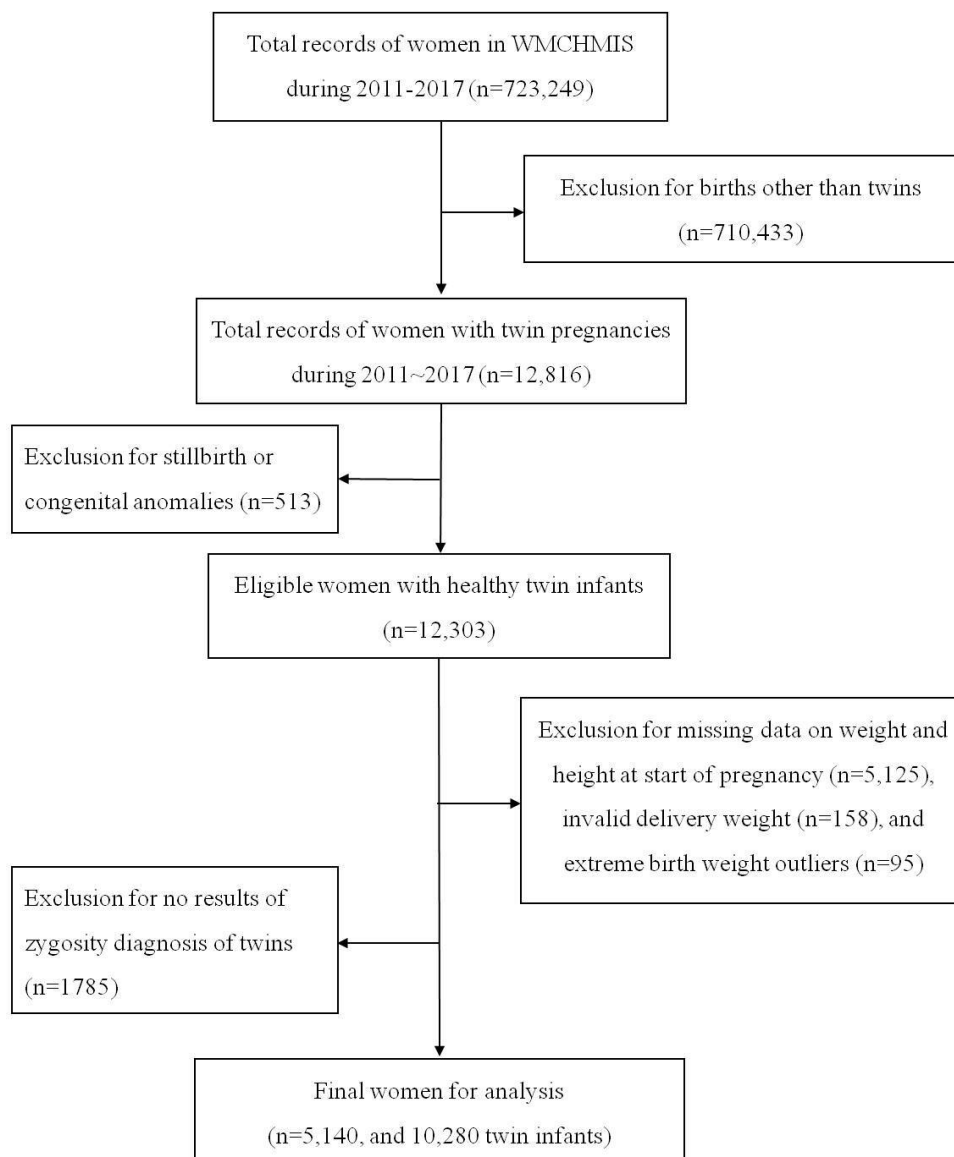 Total records of women in WMCHMIS
during 2011-2017 (n=723,249)
Exclusion for births other than twins
(n=710,433)
Total records of women with twin pregnancies
during 2011~2017 (n=12,816)
Exclusion for stillbirth or
congenital anomalies (n=513)
Eligible women with healthy twin infants
(n=12,303)
Exclusion for missing data on weight and
height at start of pregnancy (n=5,125),
invalid delivery weight (n=158), and
extreme birth weight outliers (n=95)
Exclusion for no results of
zygosity diagnosis of twins
(n=1785)
Final women for analysis
(n=5,140, and 10,280 twin infants)